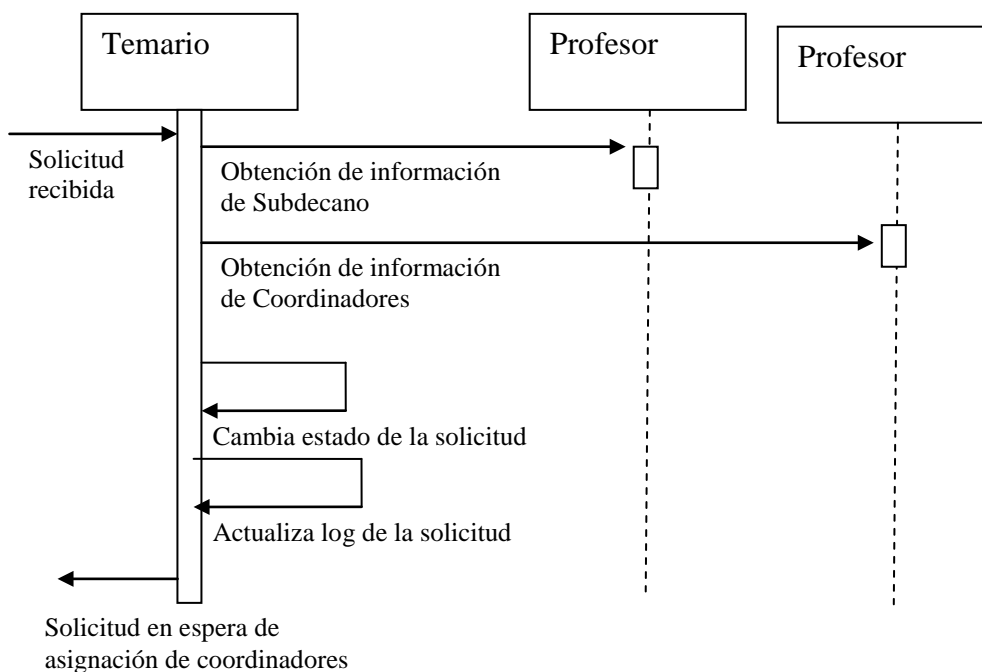 Temario
Profesor
Profesor
Solicitud
recibida
Obtención de información
de Subdecano
Obtención de información
de Coordinadores
Cambia estado de la solicitud
Actualiza log de la solicitud
Solicitud en espera de
asignación de coordinadores